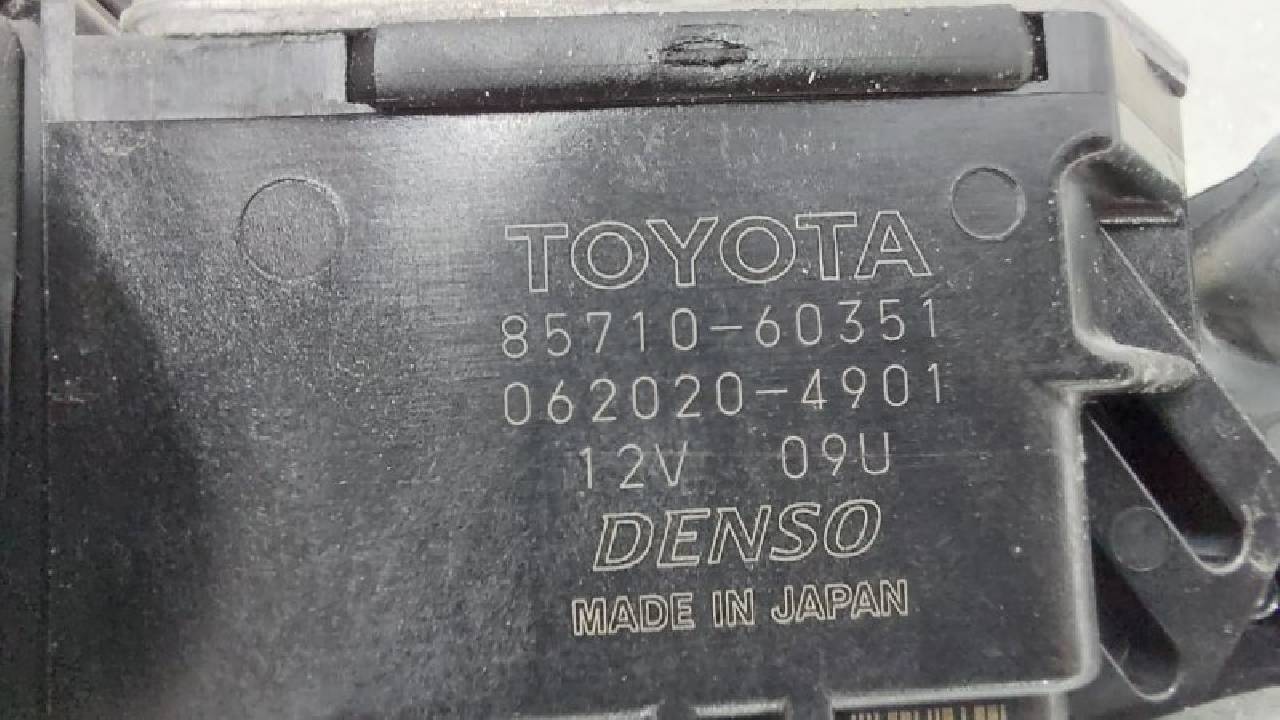 TOYOTA
85710-60351
062020-4901
12V 09U
DENSO
MADE IN JAPAN